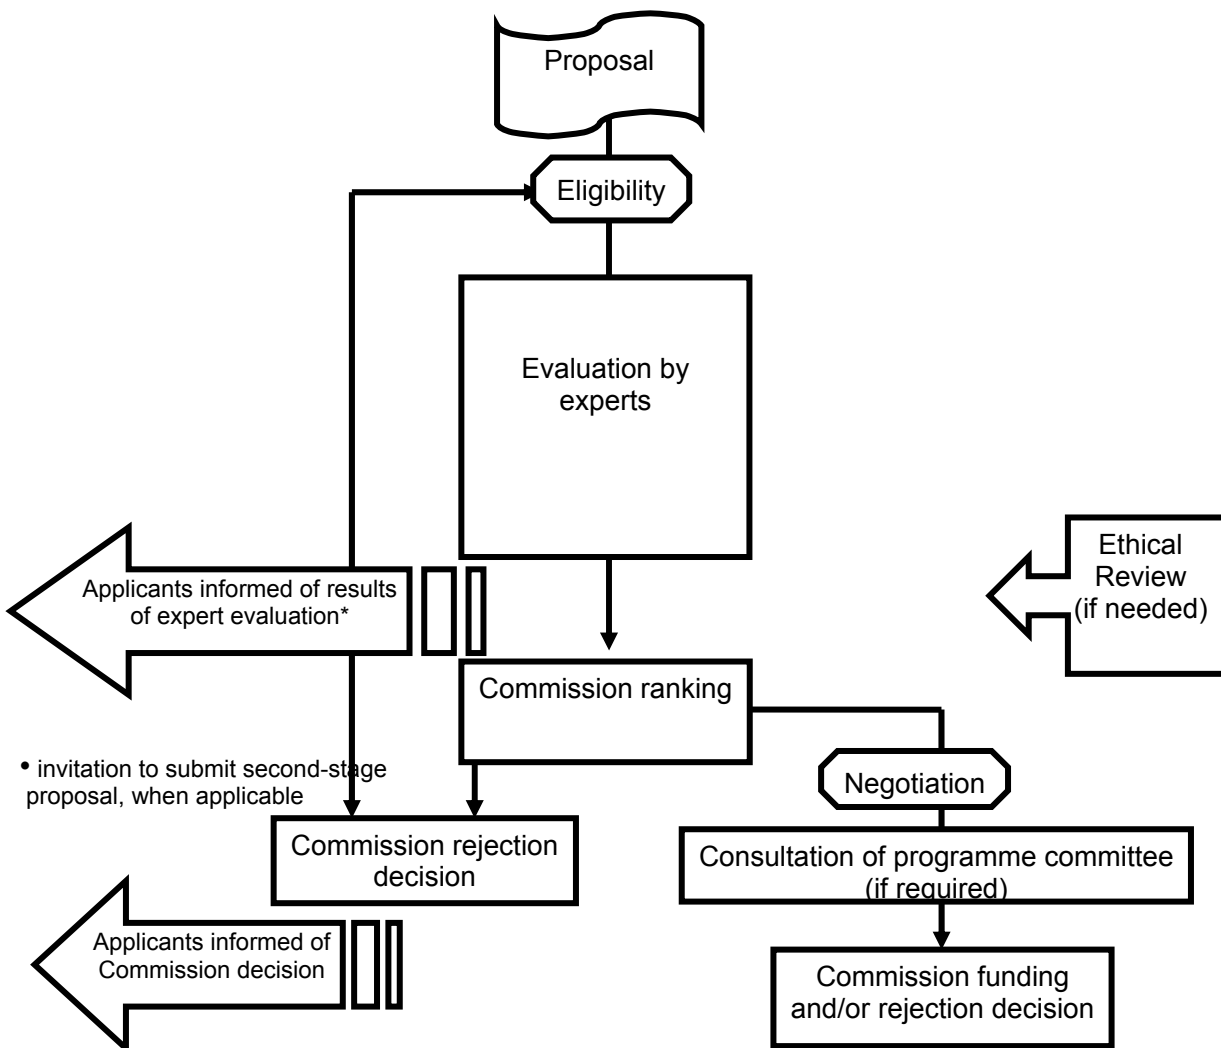 Proposal
Eligibility
Evaluation by
experts
Ethical
Review
(if needed)
Applicants informed of results
of expert evaluation*
Commission ranking
• invitation to submit second-stage
proposal, when applicable
Negotiation
Commission rejection
decision
Consultation of programme committee
(if required)
Applicants informed of
Commission decision
Commission funding
and/or rejection decision